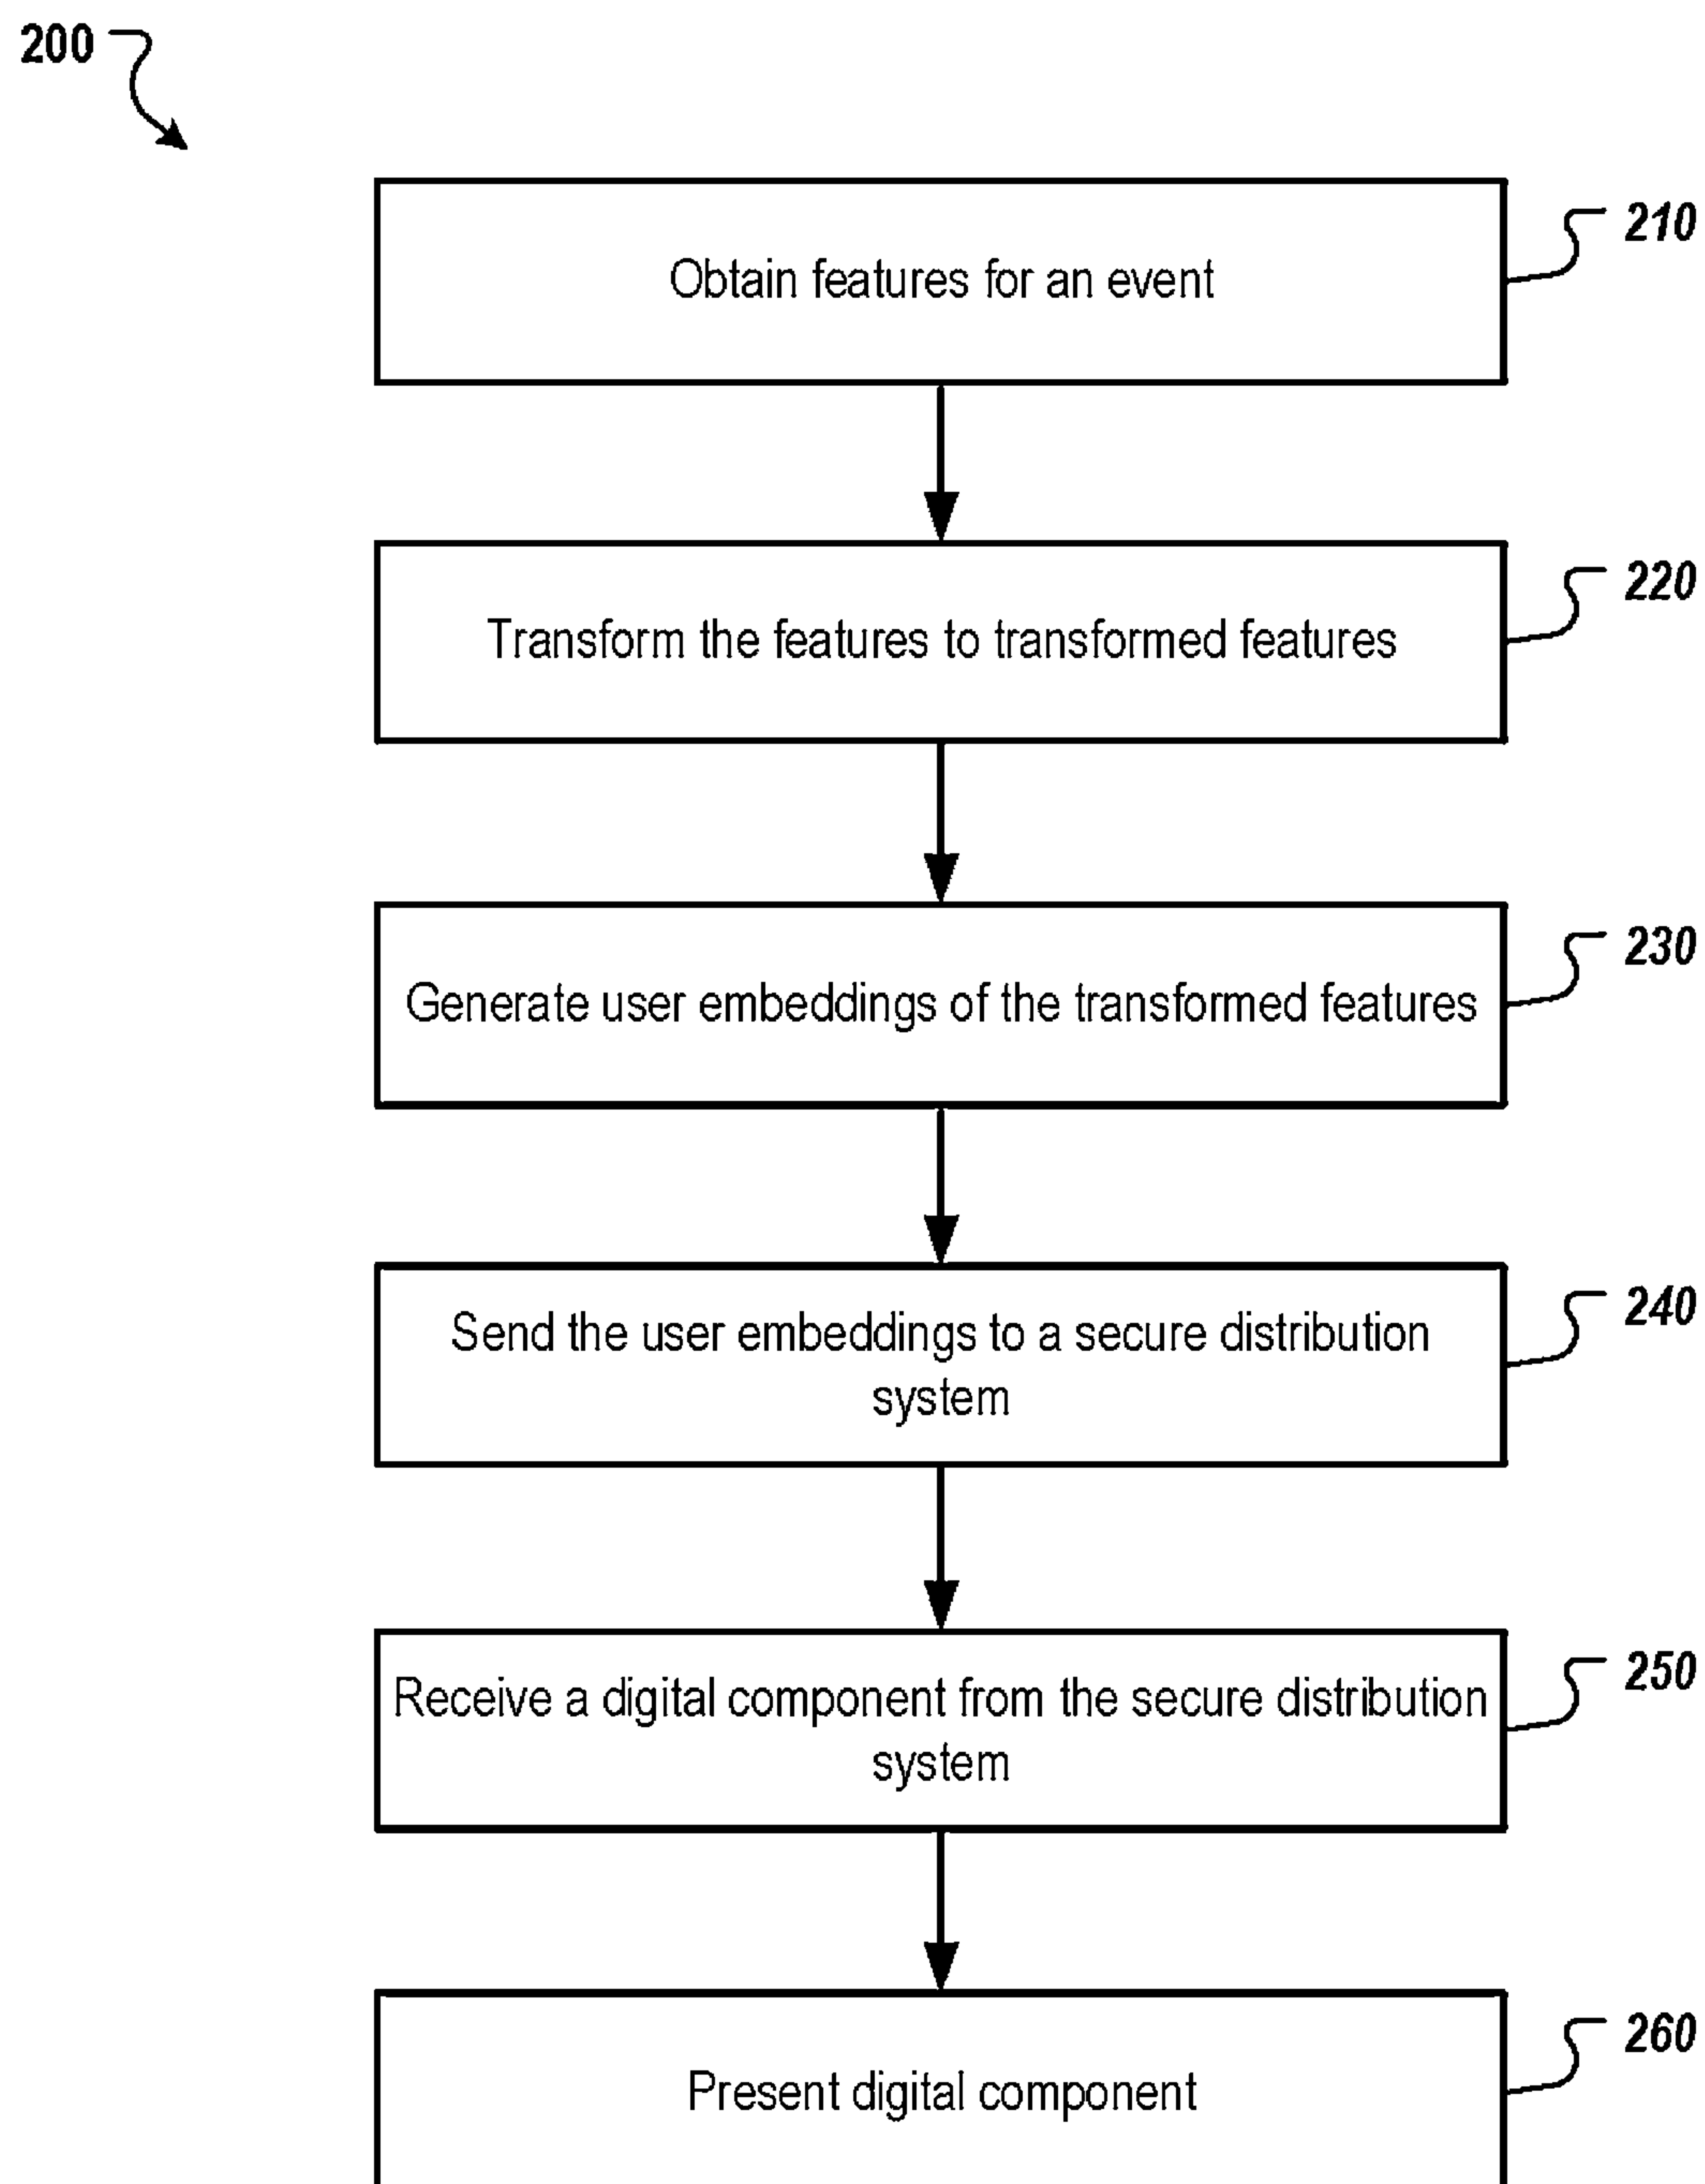 200
Obtain features for an event
210
Transform the features to transformed features
220
Generate user embeddings of the transformed features
230
Send the user embeddings to a secure distribution
system
240
Receive a digital component from the secure distribution
system
250
Present digital component
260